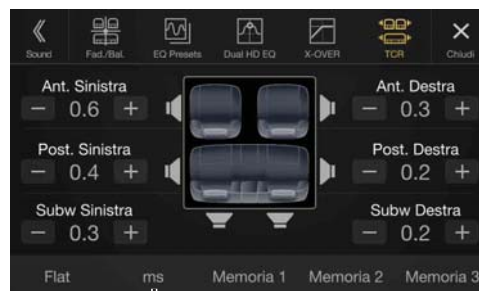 Sound Fad./Bal. EQ Presets Dual HD EQ X-OVER TCR Chiudi
Ant. Sinistra Ant. Destra
− 0.6 + − 0.3 +
Post. Sinistra Post. Destra
− 0.4 + − 0.2 +
Subw Sinistra Subw Destra
− 0.3 + − 0.2 +
Flat ms Memoria 1 Memoria 2 Memoria 3